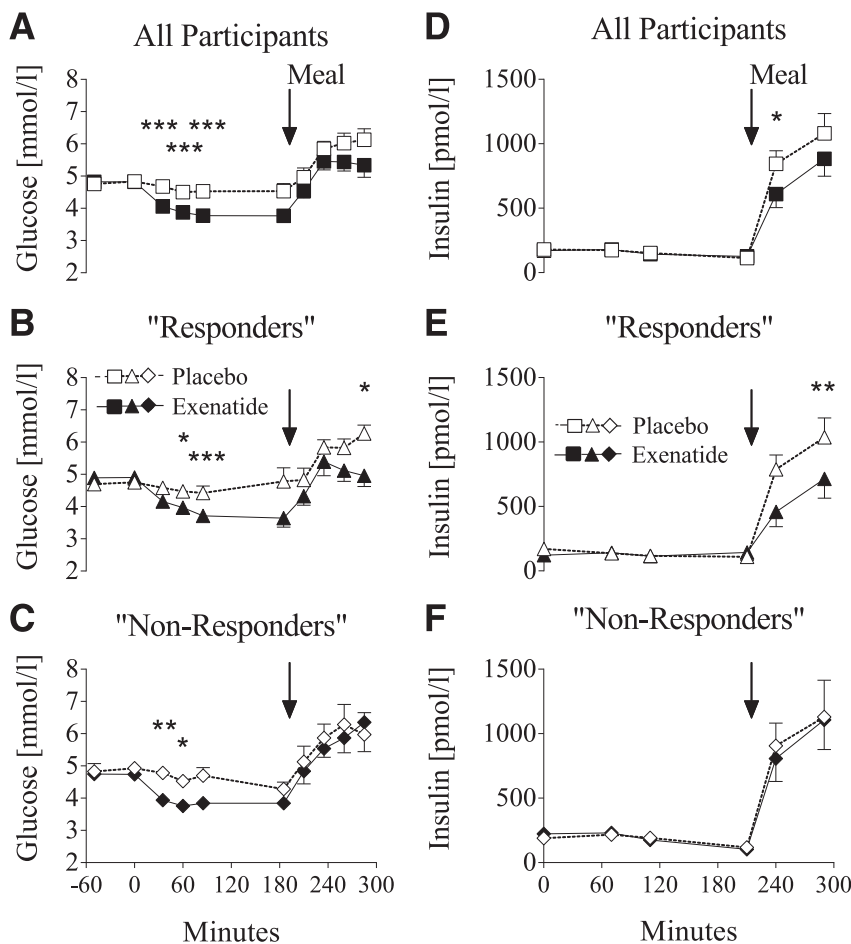 A
All Participants
Meal
*** ***
***
Glucose [mmol/l]
8
7
6
5
4
3
2
B
"Responders"
Placebo
Exenatide
*
*
***
Glucose [mmol/l]
8
7
6
5
4
3
2
C
"Non-Responders"
**
*
Glucose [mmol/l]
8
7
6
5
4
3
2
-60 0 60 120 180 240 300
Minutes
D
All Participants
Meal
*
Insulin [pmol/l]
1500
1000
500
0
E
"Responders"
**
Placebo
Exenatide
Insulin [pmol/l]
1500
1000
500
0
F
"Non-Responders"
Insulin [pmol/l]
1500
1000
500
0
0 60 120 180 240 300
Minutes